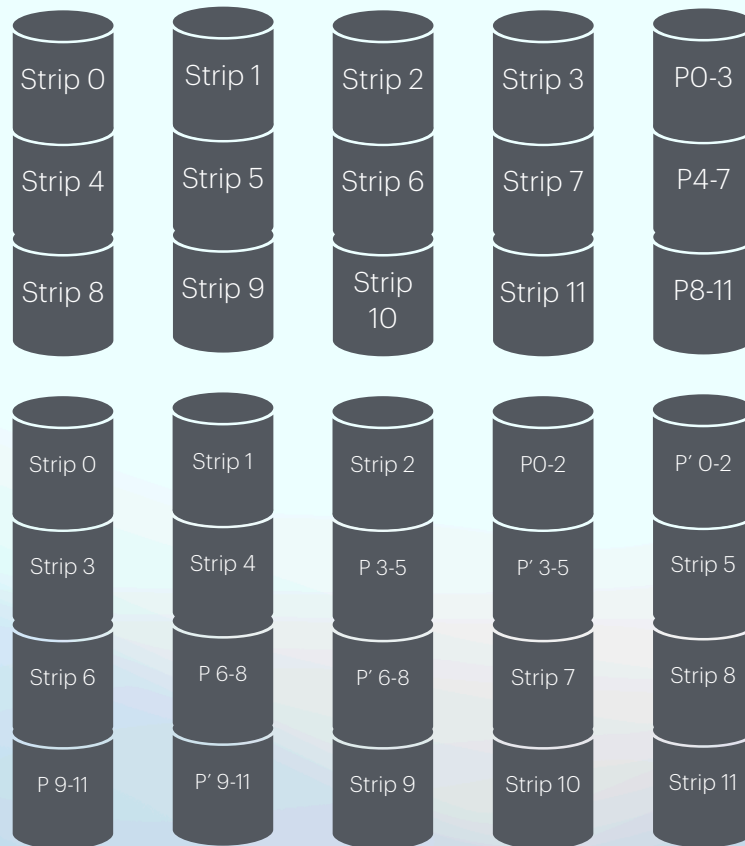 Strip 0
Strip 1
Strip 2
Strip 3
P0-3
Strip 4
Strip 5
Strip 6
Strip 7
P4-7
Strip 8
Strip 9
Strip
10
Strip 11
P8-11
Strip 0
Strip 1
Strip 2
P0-2
P' 0-2
Strip 3
Strip 4
P 3-5
P' 3-5
Strip 5
Strip 6
P 6-8
P' 6-8
Strip 7
Strip 8
P 9-11
P' 9-11
Strip 9
Strip 10
Strip 11